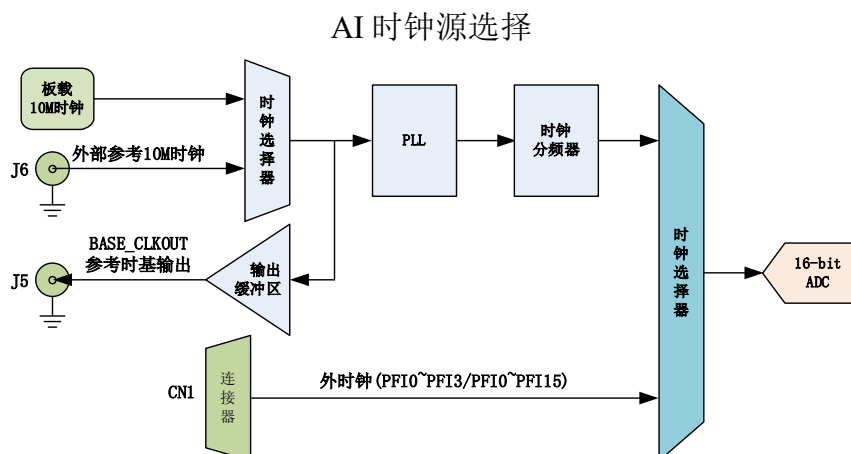 AI 时钟源选择
板载
10M时钟
J6
外部参考10M时钟
时钟选择器
PLL
时钟
分频器
BASE_CLKOUT
参考时基输出
J5
输出
缓冲区
时钟选择器
16-bit
ADC
CN1
连接器
外时钟(PFI0~PFI3/PFI0~PFI15)